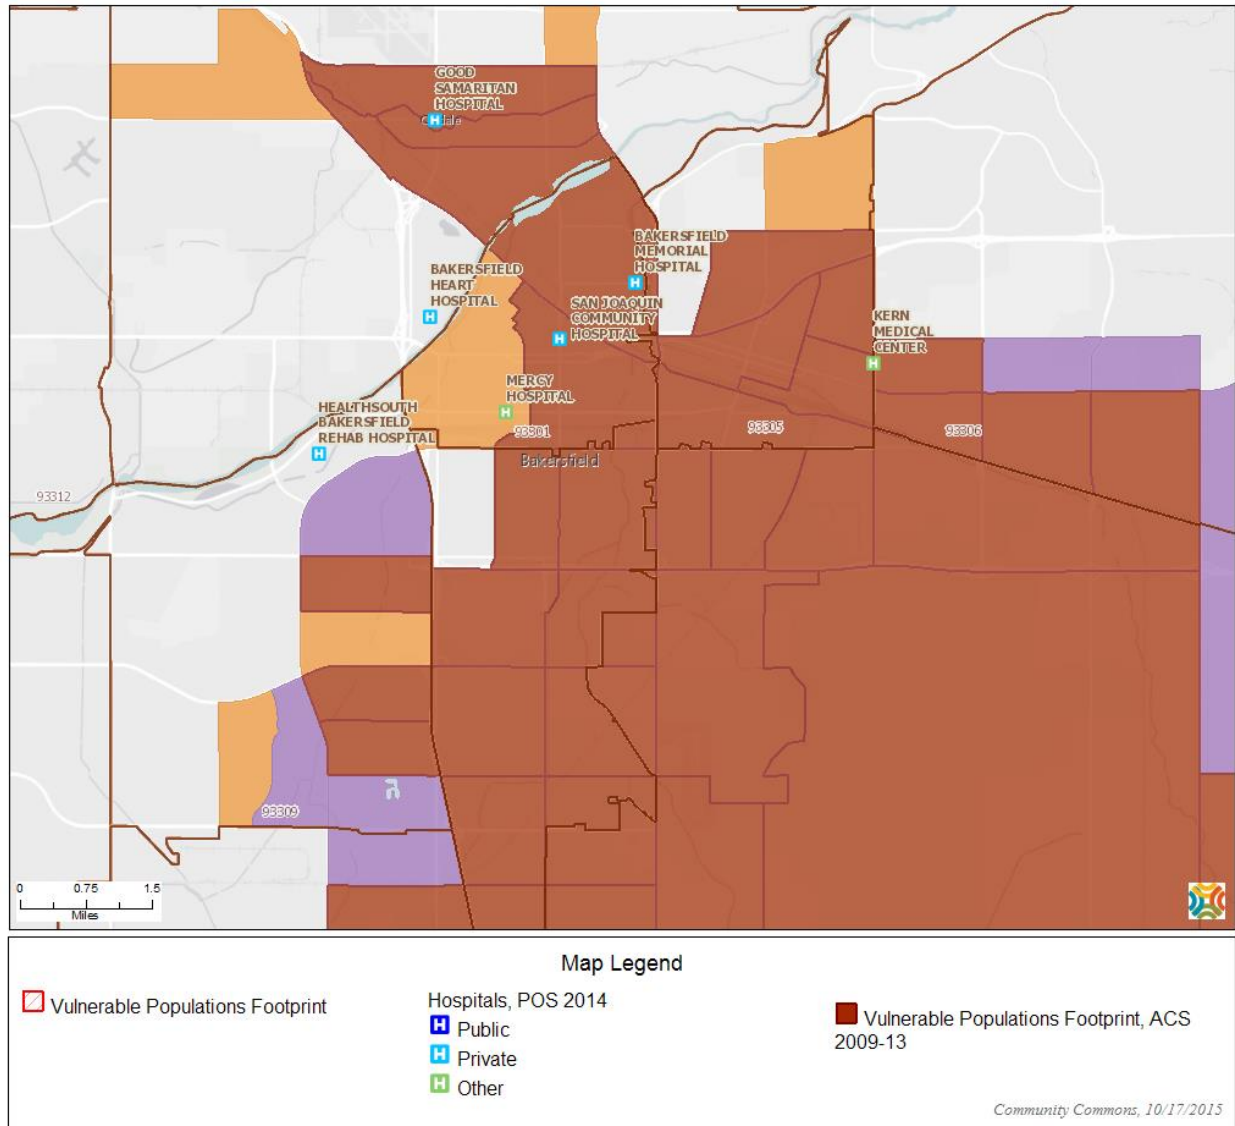 GOOD
SAMARITAN
HOSPITAL
BAKERSFIELD
MEMORIAL
HOSPITAL
BAKERSFIELD
HEART
HOSPITAL
SAN JOAQUIN
COMMUNITY
HOSPITAL
KERN
MEDICAL
CENTER
MERCY
HOSPITAL
HEALTHSOUTH
BAKERSFIELD
REHAB HOSPITAL
93301
93305
93306
Bakersfield
93312
93309
0 0.75 1.5
Miles
Map Legend
Vulnerable Populations Footprint
Hospitals, POS 2014
H Public
H Private
H Other
Vulnerable Populations Footprint, ACS
2009-13
Community Commons, 10/17/2015